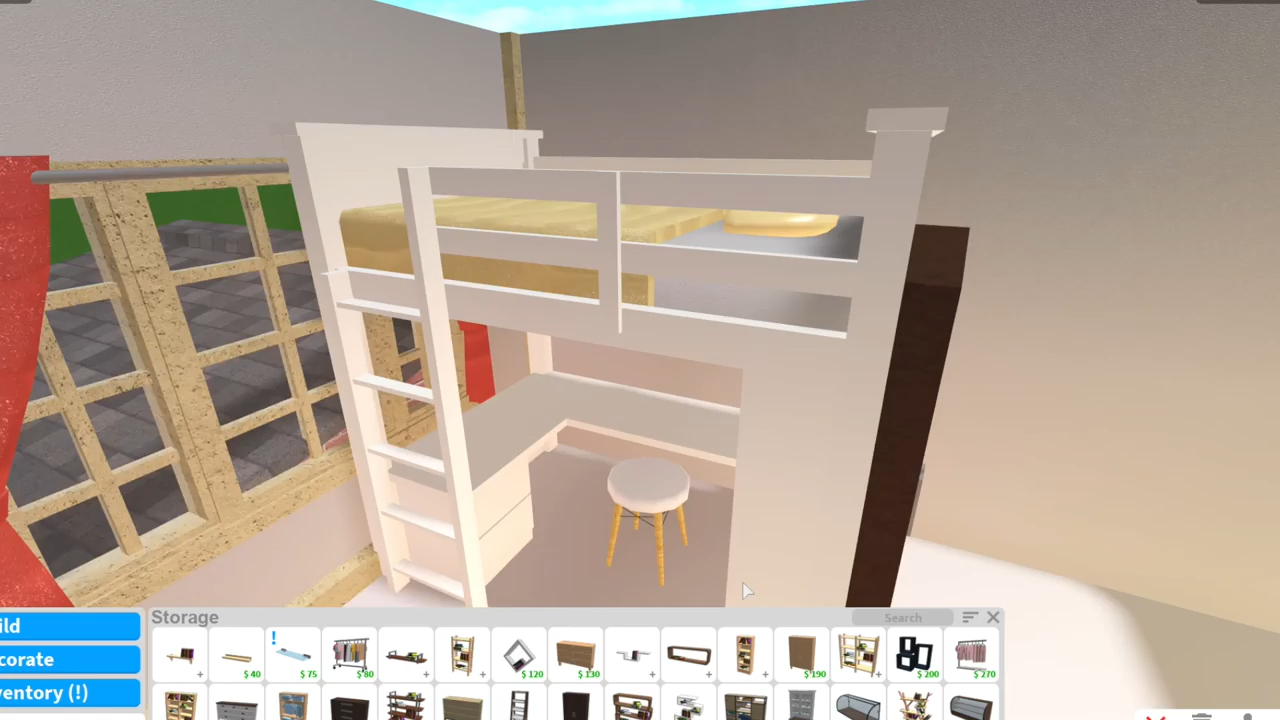 Storage
Search
ild
corate
ventory (!)
!
$ 40
$ 75
$ 80
$ 120
$ 130
$ 190
$ 200
$ 270